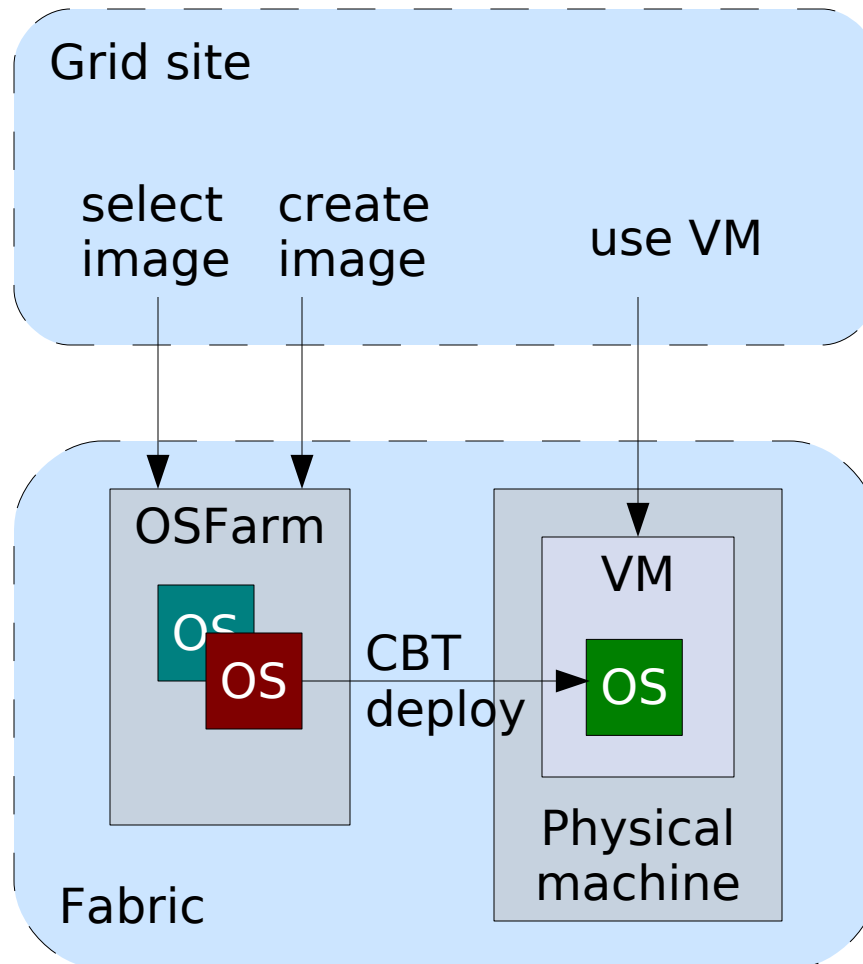 Grid site
select
image
create
image
use VM
OSFarm
OS
OS
CBT
deploy
VM
OS
Physical
machine
Fabric